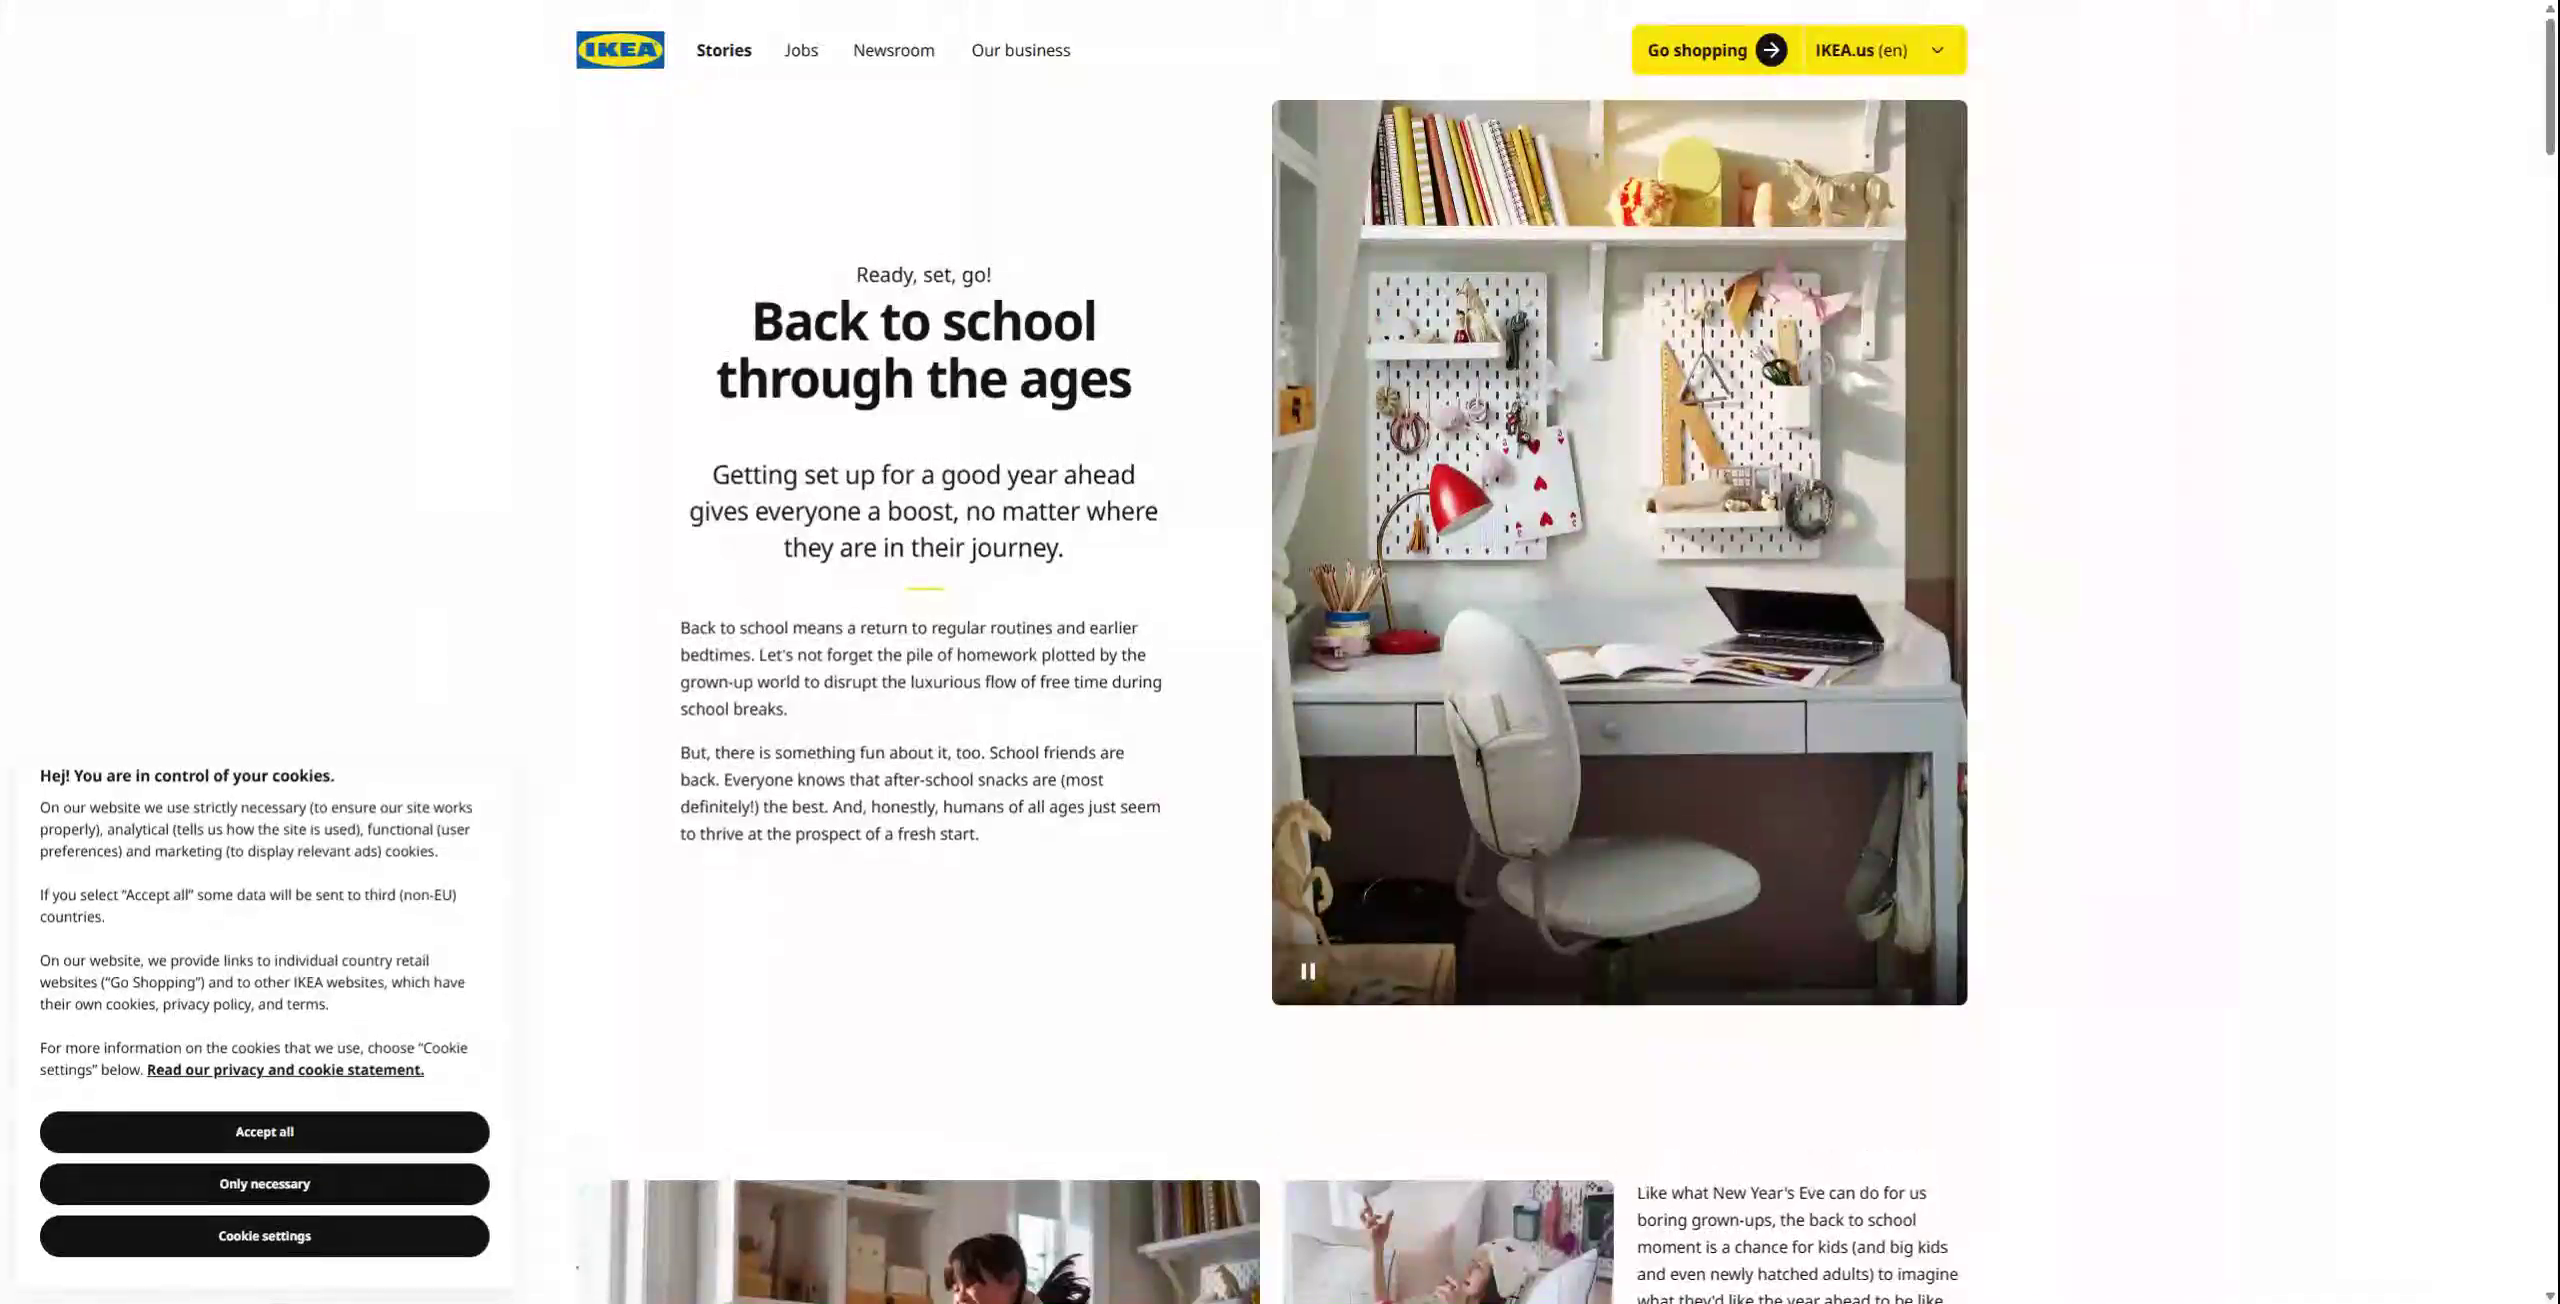 IKEA Stories Jobs Newsroom Our business Go shopping IKEA.us (en)
Ready, set, go!
Back to school
through the ages
Getting set up for a good year ahead
gives everyone a boost, no matter where
they are in their journey.
Back to school means a return to regular routines and earlier
bedtimes. Let's not forget the pile of homework plotted by the
grown-up world to disrupt the luxurious flow of free time during
school breaks.
But, there is something fun about it, too. School friends are
back. Everyone knows that after-school snacks are (most
definitely!) the best. And, honestly, humans of all ages just seem
to thrive at the prospect of a fresh start.
Hej! You are in control of your cookies.
On our website we use strictly necessary (to ensure our site works
properly), analytical (tells us how the site is used), functional (user
preferences) and marketing (to display relevant ads) cookies.
If you select “Accept all” some data will be sent to third (non-EU)
countries.
On our website, we provide links to individual country retail
websites (“Go Shopping”) and to other IKEA websites, which have
their own cookies, privacy policy, and terms.
For more information on the cookies that we use, choose “Cookie
settings” below. Read our privacy and cookie statement.
Accept all
Only necessary
Cookie settings
Like what New Year's Eve can do for us
boring grown-ups, the back to school
moment is a chance for kids (and big kids
and even newly hatched adults) to imagine
what they'd like the year ahead to be like.